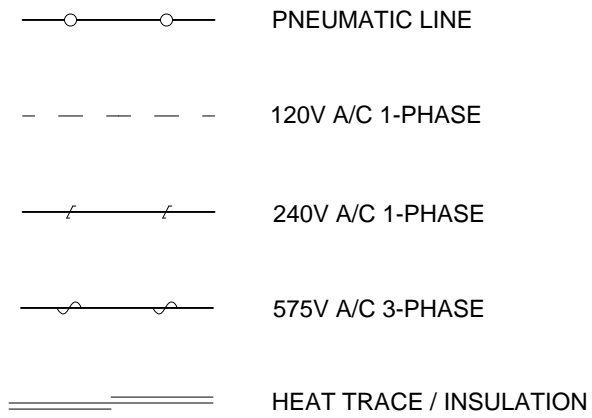 PNEUMATIC LINE
120V A/C 1-PHASE
240V A/C 1-PHASE
575V A/C 3-PHASE
HEAT TRACE / INSULATION